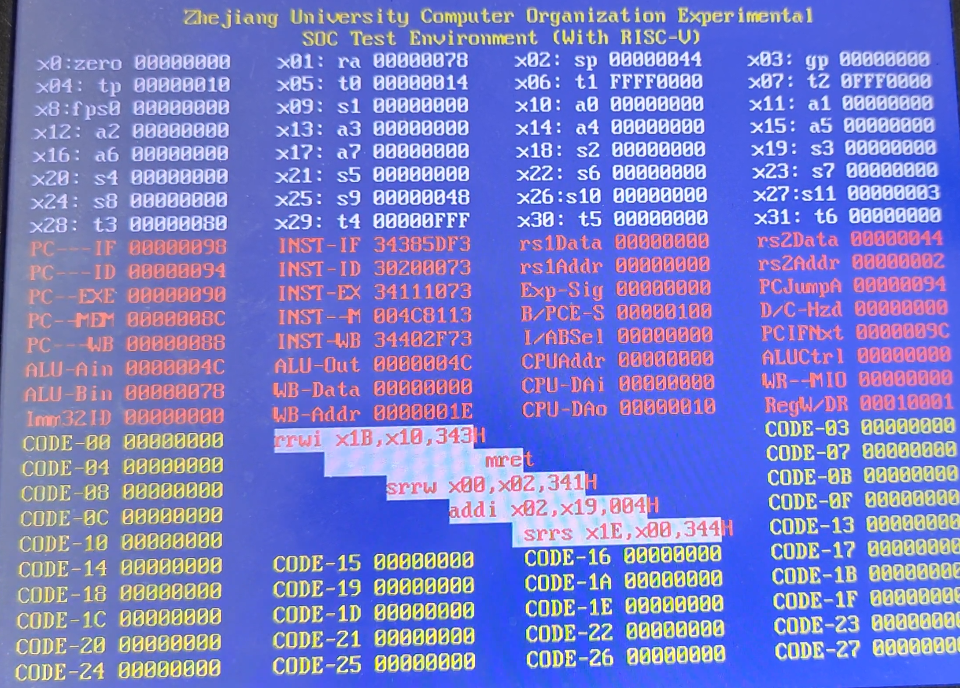 Zhejiang University Computer Organization Experimental
SOC Test Environment (With RISC-V)
x0:zero 00000000 x01: ra 00000078 x02: sp 00000044 x03: gp 00000000
x04: tp 00000010 x05: t0 00000014 x06: t1 FFFF0000 x07: t2 0FFF0000
x8:fps0 00000000 x09: s1 00000000 x10: a0 00000000 x11: a1 00000000
x12: a2 00000000 x13: a3 00000000 x14: a4 00000000 x15: a5 00000000
x16: a6 00000000 x17: a7 00000000 x18: s2 00000000 x19: s3 00000000
x20: s4 00000000 x21: s5 00000000 x22: s6 00000000 x23: s7 00000000
x24: s8 00000000 x25: s9 00000048 x26:s10 00000000 x27:s11 00000003
x28: t3 00000080 x29: t4 00000FFF x30: t5 00000000 x31: t6 00000000
PC---IF 00000098 INST-IF 34385DF3 rs1Data 00000000 rs2Data 00000044
PC---ID 00000094 INST-ID 30200073 rs1Addr 00000000 rs2Addr 00000002
PC--EXE 00000090 INST-EX 34111073 Exp-Sig 00000000 PCJumpA 00000094
PC--MEM 0000008C INST--M 004C8113 B/PCE-S 00000100 D/C-Hzd 00000000
PC---WB 00000088 INST-WB 34402F73 I/ABSel 00000000 PCIFNxt 0000009C
ALU-Ain 0000004C ALU-Out 0000004C CPUAddr 00000000 ALUCtrl 00000000
ALU-Bin 00000078 WB-Data 00000000 CPU-DAi 00000000 WR--MIO 00000000
Imm32ID 00000000 WB-Addr 0000001E CPU-DAo 00000010 RegW/DR 00010001
CODE-00 00000000 rrwi x1B,x10,343H CODE-03 00000000
CODE-04 00000000 mret CODE-07 00000000
CODE-08 00000000 srrw x00,x02,341H CODE-0B 00000000
CODE-0C 00000000 addi x02,x19,004H CODE-0F 00000000
CODE-10 00000000 srrs x1E,x00,344H CODE-13 00000000
CODE-14 00000000 CODE-15 00000000 CODE-16 00000000 CODE-17 00000000
CODE-18 00000000 CODE-19 00000000 CODE-1A 00000000 CODE-1B 00000000
CODE-1C 00000000 CODE-1D 00000000 CODE-1E 00000000 CODE-1F 00000000
CODE-20 00000000 CODE-21 00000000 CODE-22 00000000 CODE-23 00000000
CODE-24 00000000 CODE-25 00000000 CODE-26 00000000 CODE-27 00000000